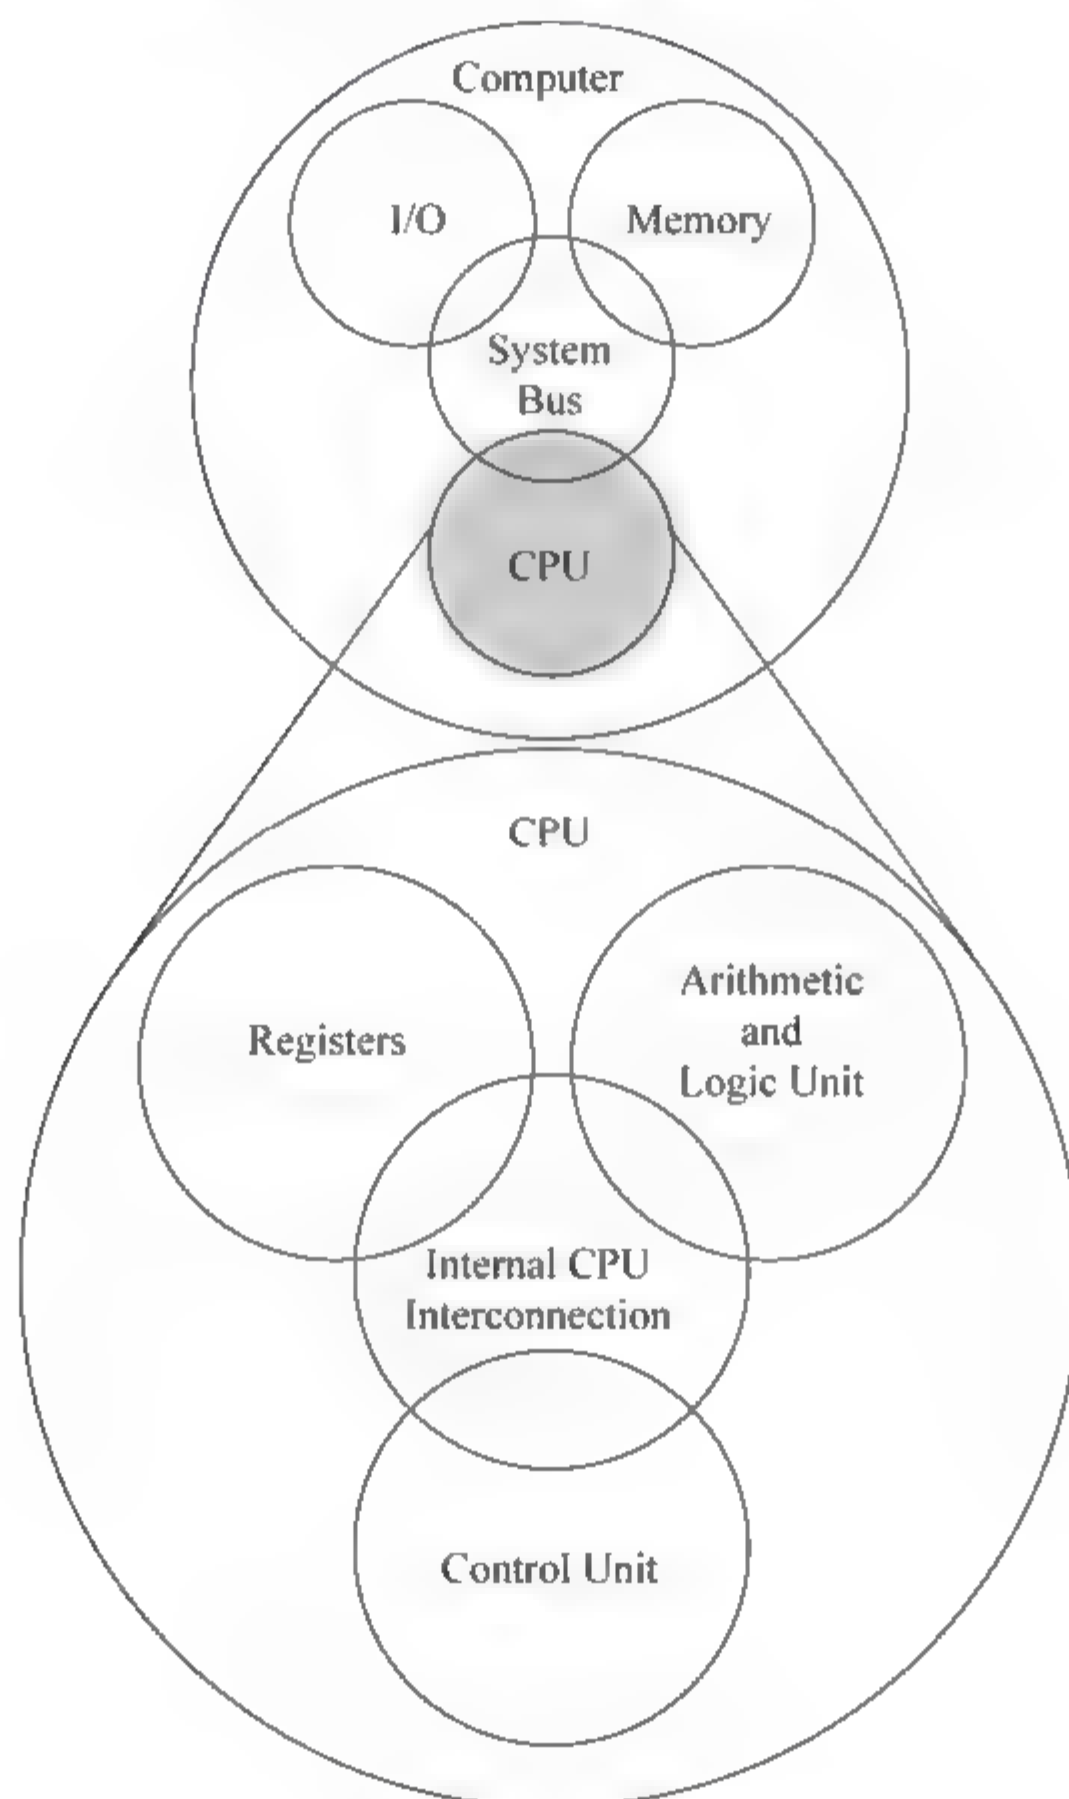 Computer
I/O
Memory
System
Bus
CPU
CPU
Registers
Arithmetic
and
Logic Unit
Internal CPU
Interconnection
Control Unit